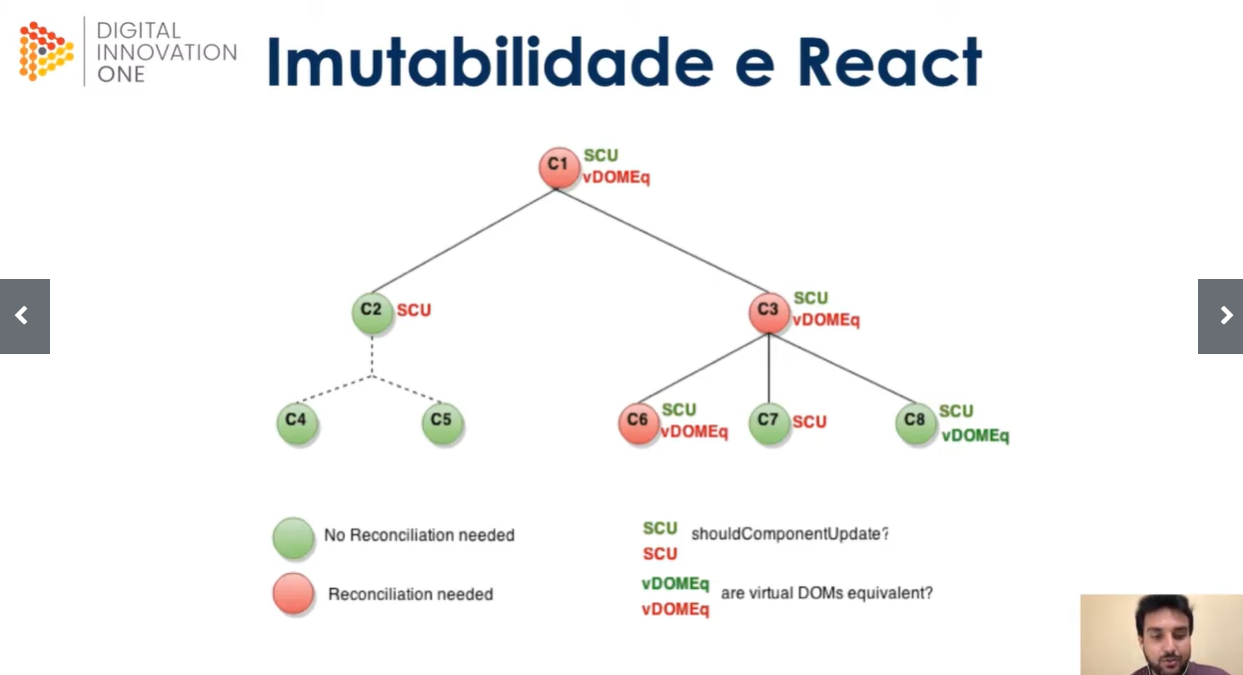 DIGITAL
INNOVATION
ONE
Imutabilidade e React
C1 SCU
vDOMEq
C2 SCU
C3 SCU
vDOMEq
C4
C5
C6 SCU
vDOMEq
C7 SCU
C8 SCU
vDOMEq
No Reconciliation needed
Reconciliation needed
SCU shouldComponentUpdate?
SCU
vDOMEq are virtual DOMs equivalent?
vDOMEq